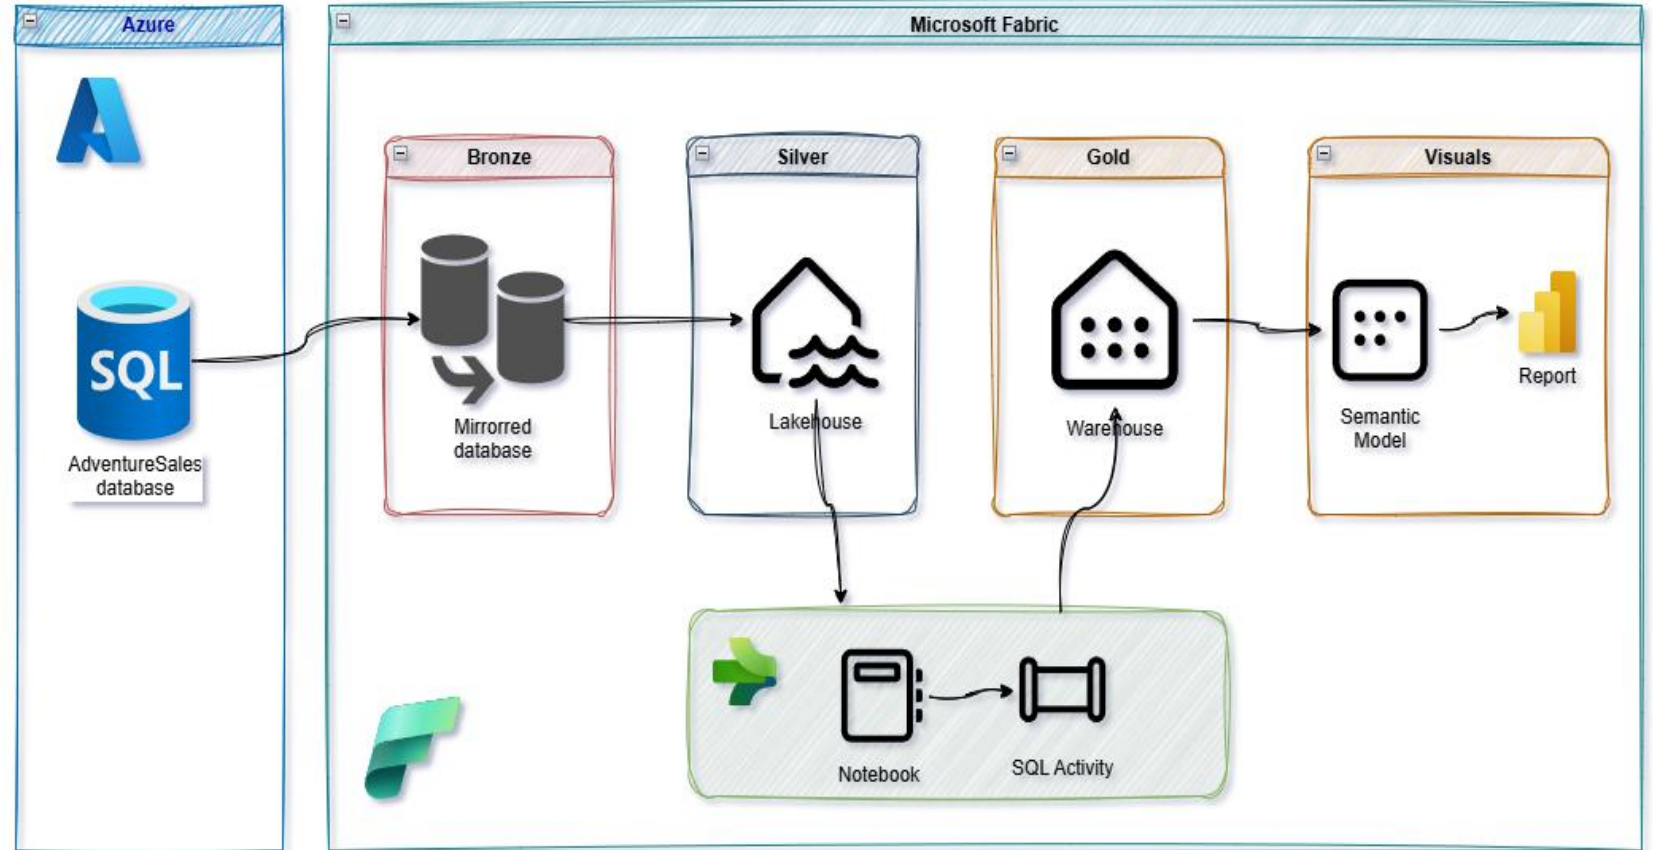 Azure
Microsoft Fabric
Bronze
Silver
Gold
Visuals
SQL
AdventureSales
database
Mirrorred
database
Lakehouse
Warehouse
Semantic
Model
Report
Notebook
SQL Activity